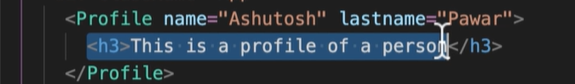 <Profile name="Ashutosh" lastname="Pawar">
<h3>This is a profile of a person</h3>
</Profile>